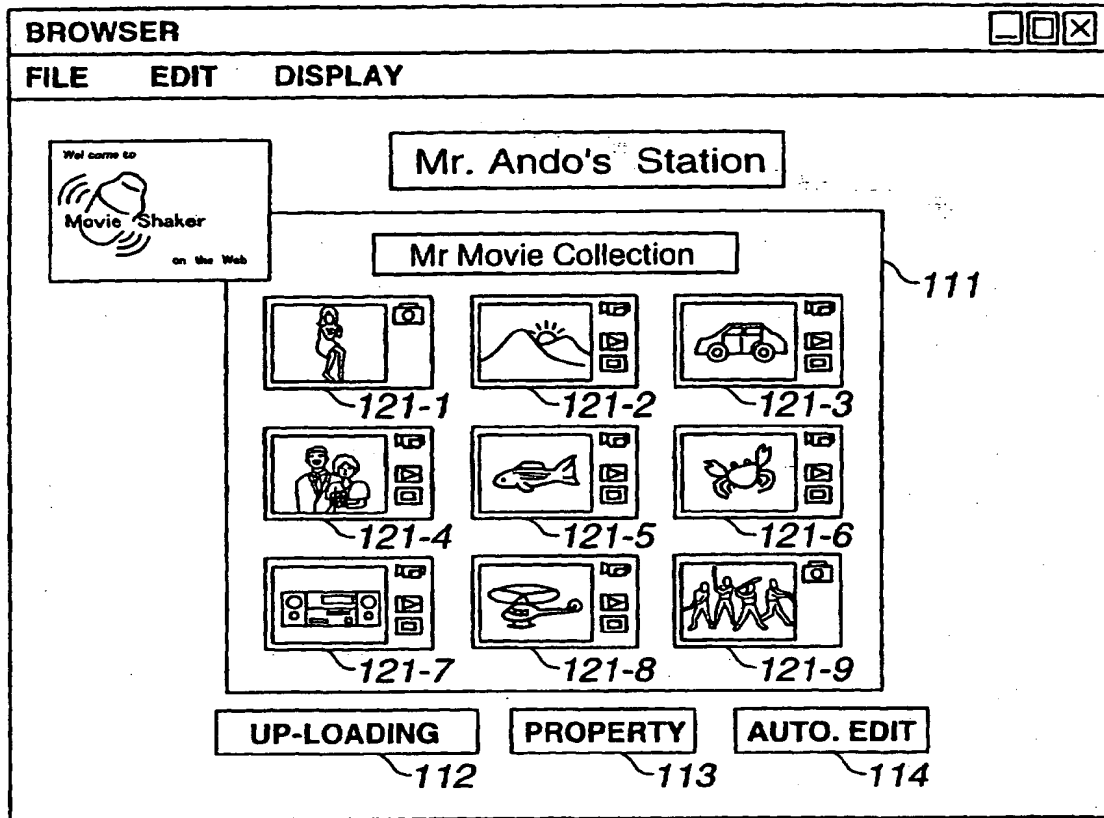 BROWSER
FILE EDIT DISPLAY
Wel come to
Movie Shaker
on the Web
Mr. Ando's Station
Mr Movie Collection
111
121-1 121-2 121-3
121-4 121-5 121-6
121-7 121-8 121-9
UP-LOADING PROPERTY AUTO. EDIT
112 113 114